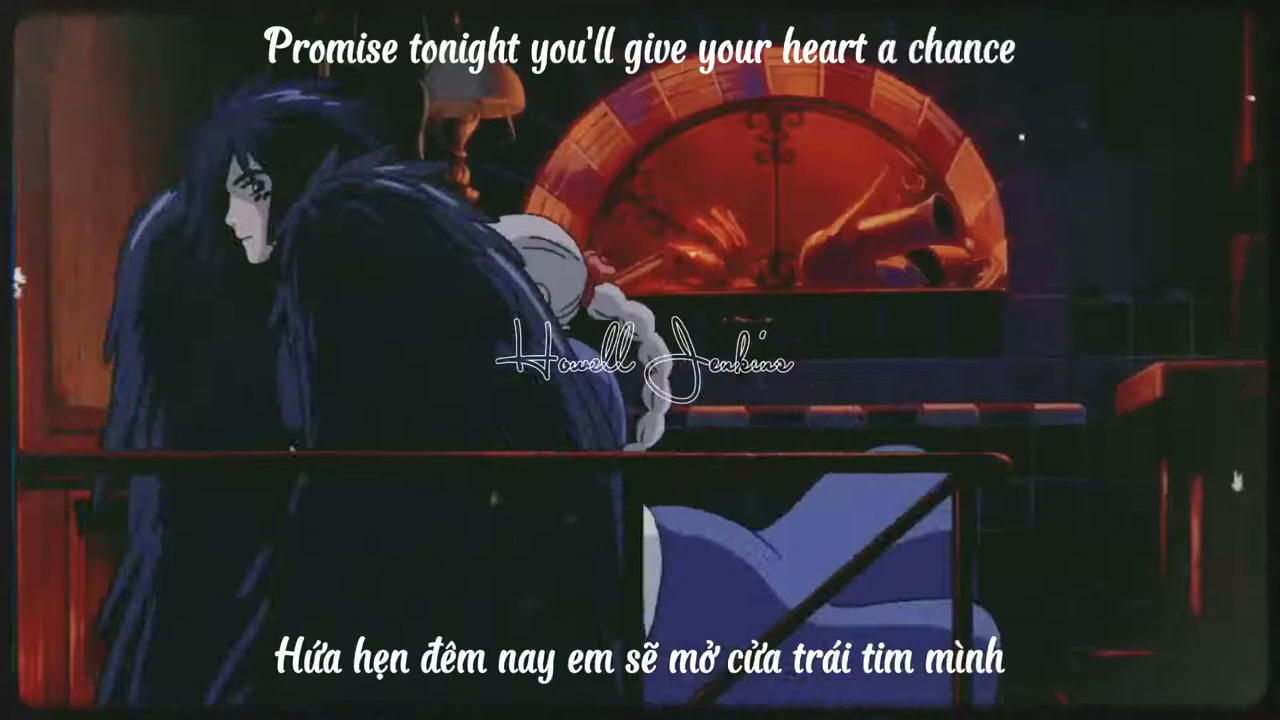 Promise tonight you'll give your heart a chance
Howell Jenkins
Hứa hẹn đêm nay em sẽ mở cửa trái tim mình